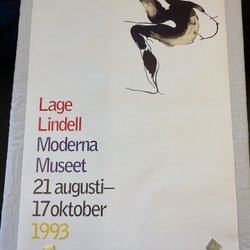 Lage
Lindell
Moderna
Museet
21 augusti–
17 oktober
1993